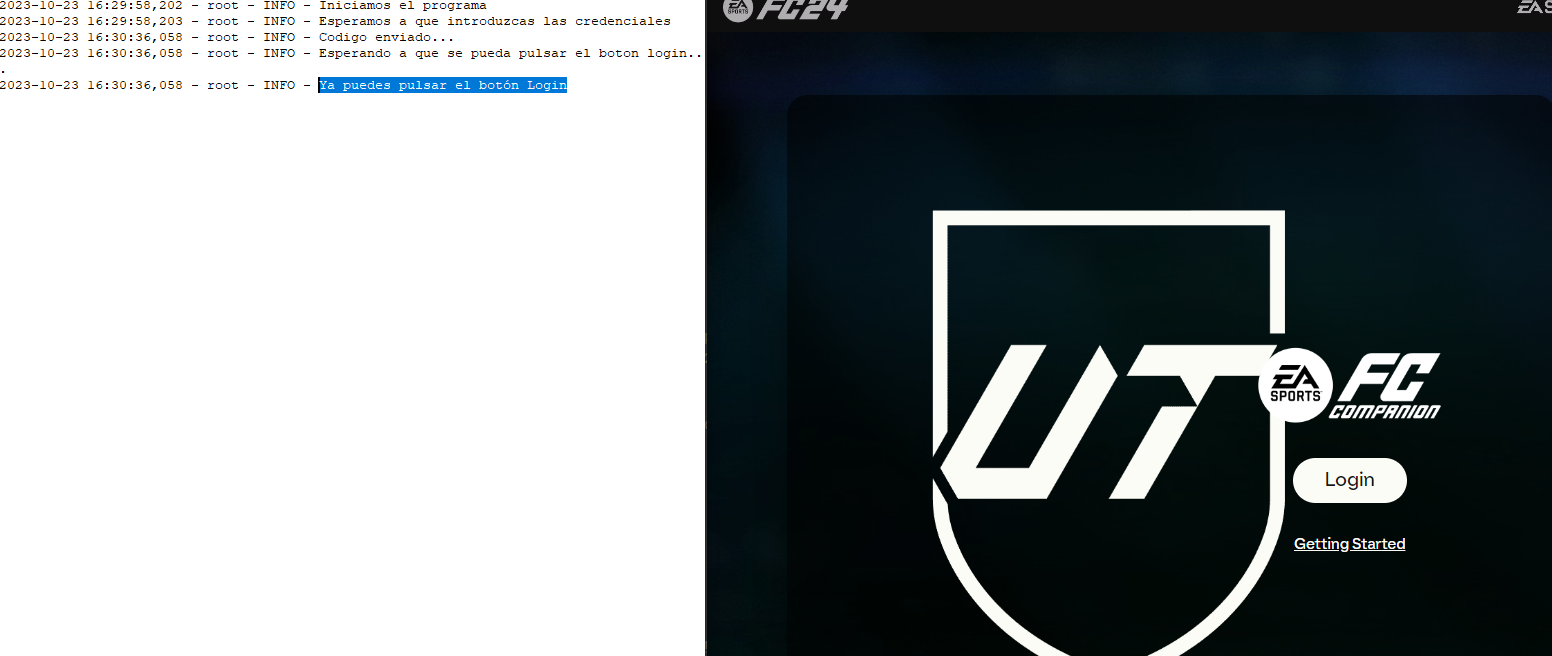 2023-10-23 16:29:58,202 - root - INFO - Iniciamos el programa
2023-10-23 16:29:58,203 - root - INFO - Esperamos a que introduzcas las credenciales
2023-10-23 16:30:36,058 - root - INFO - Codigo enviado...
2023-10-23 16:30:36,058 - root - INFO - Esperando a que se pueda pulsar el boton login..
.
2023-10-23 16:30:36,058 - root - INFO - Ya puedes pulsar el botón Login
EA SPORTS FC24
EA S
UT
EA SPORTS FC
COMPANION
Login
Getting Started